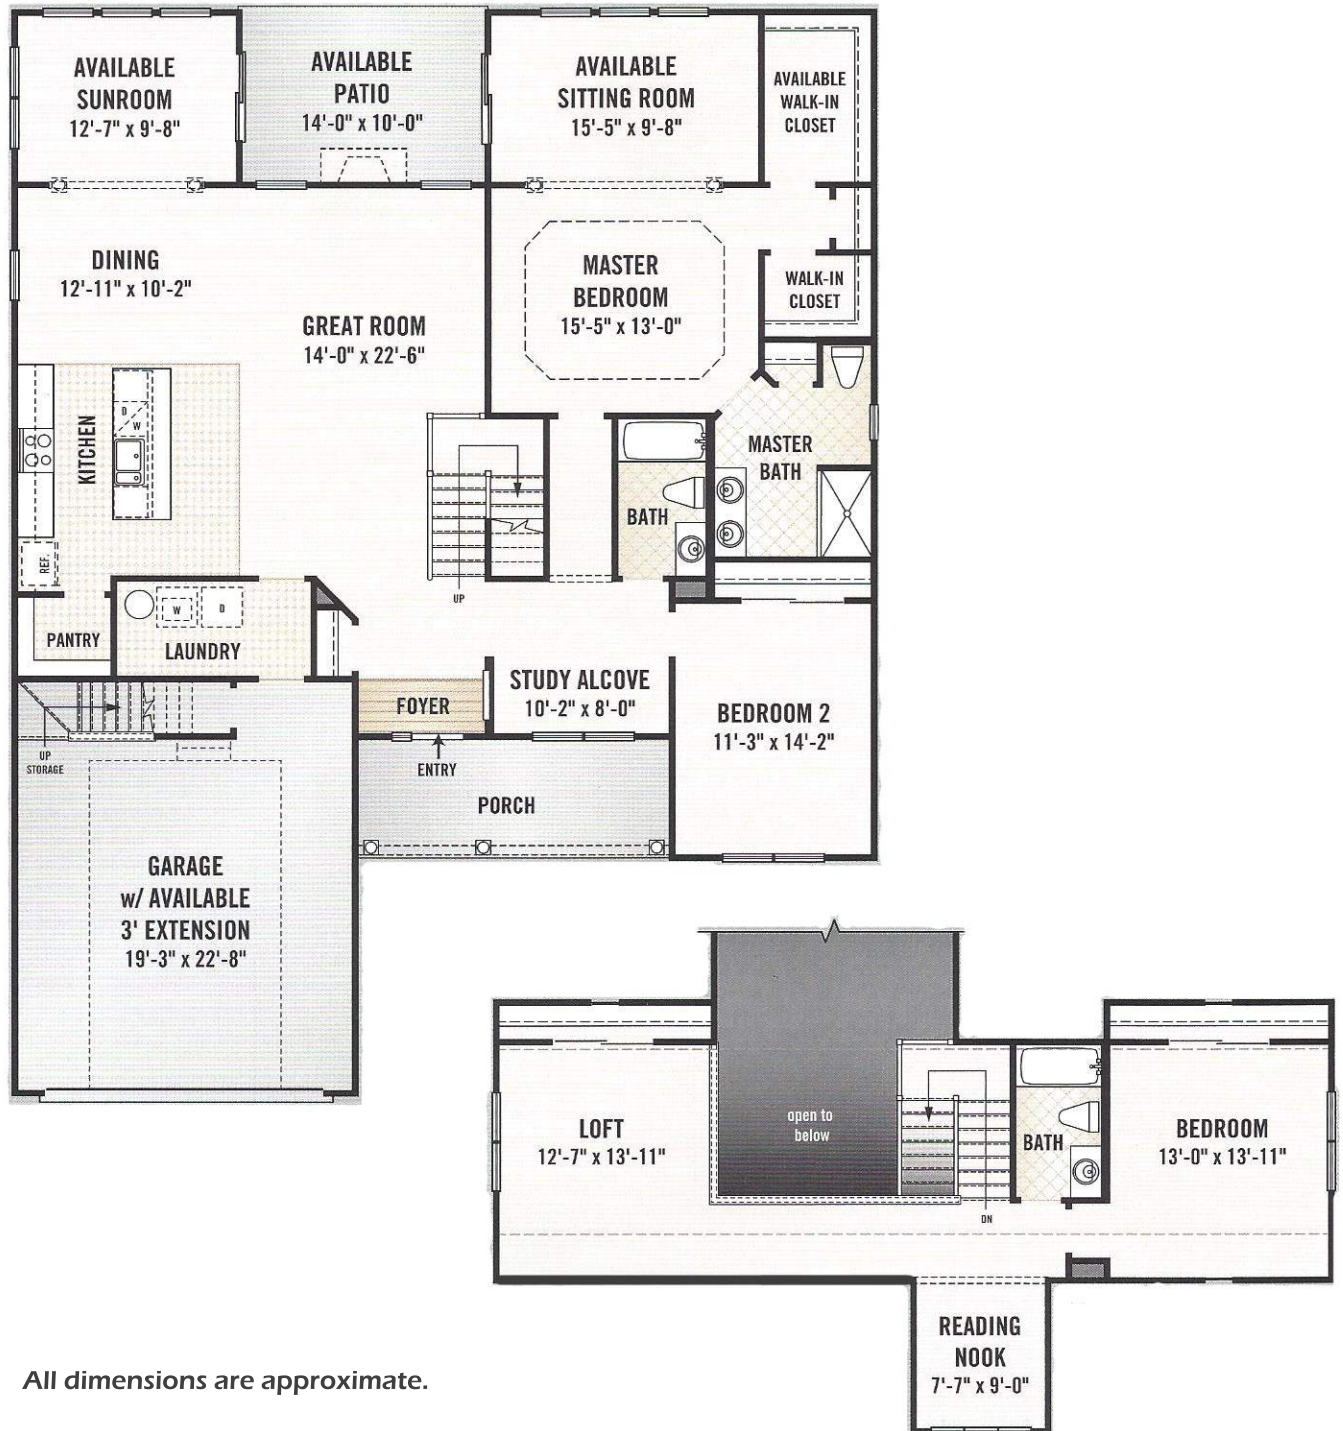 AVAILABLE
SUNROOM
12'-7" x 9'-8"
AVAILABLE
PATIO
14'-0" x 10'-0"
AVAILABLE
SITTING ROOM
15'-5" x 9'-8"
AVAILABLE
WALK-IN
CLOSET
DINING
12'-11" x 10'-2"
GREAT ROOM
14'-0" x 22'-6"
MASTER
BEDROOM
15'-5" x 13'-0"
WALK-IN
CLOSET
KITCHEN
D
W
REF.
MASTER
BATH
BATH
UP
PANTRY
W
D
LAUNDRY
FOYER
STUDY ALCOVE
10'-2" x 8'-0"
BEDROOM 2
11'-3" x 14'-2"
UP
STORAGE
ENTRY
PORCH
GARAGE
w/ AVAILABLE
3' EXTENSION
19'-3" x 22'-8"
LOFT
12'-7" x 13'-11"
open to
below
BATH
BEDROOM
13'-0" x 13'-11"
DN
READING
NOOK
7'-7" x 9'-0"
All dimensions are approximate.